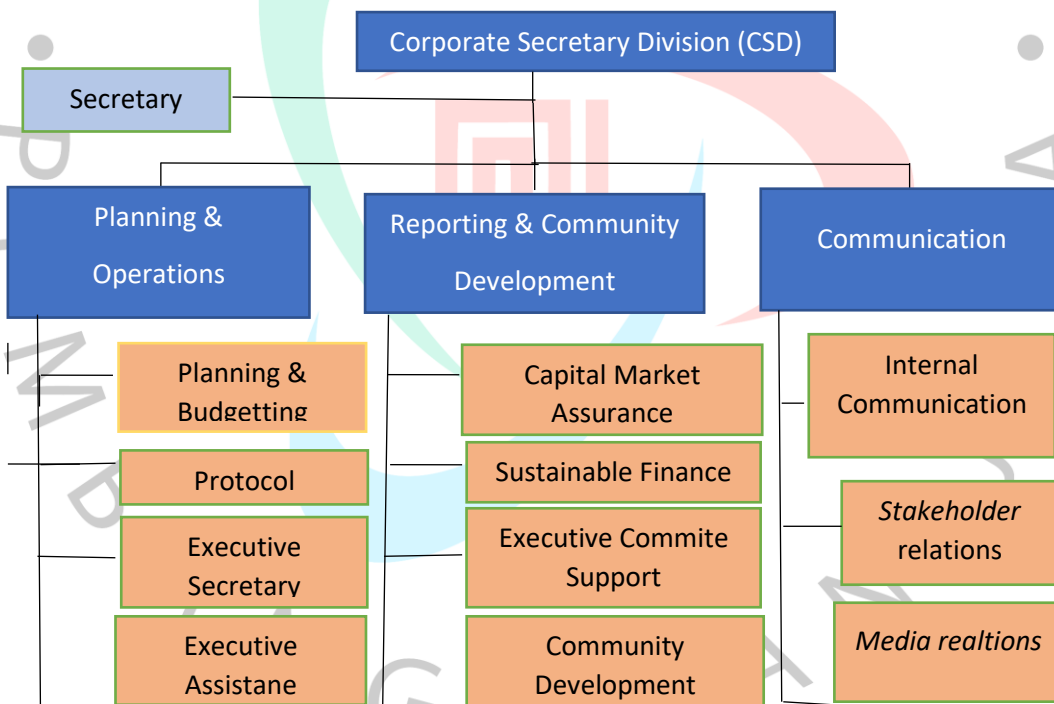 Corporate Secretary Division (CSD)
Secretary
Planning &
Operations
Reporting & Community
Development
Communication
Planning &
Budgetting
Protocol
Executive
Secretary
Executive
Assistane
Capital Market
Assurance
Sustainable Finance
Executive Commite
Support
Community
Development
Internal
Communication
Stakeholder
relations
Media realtions